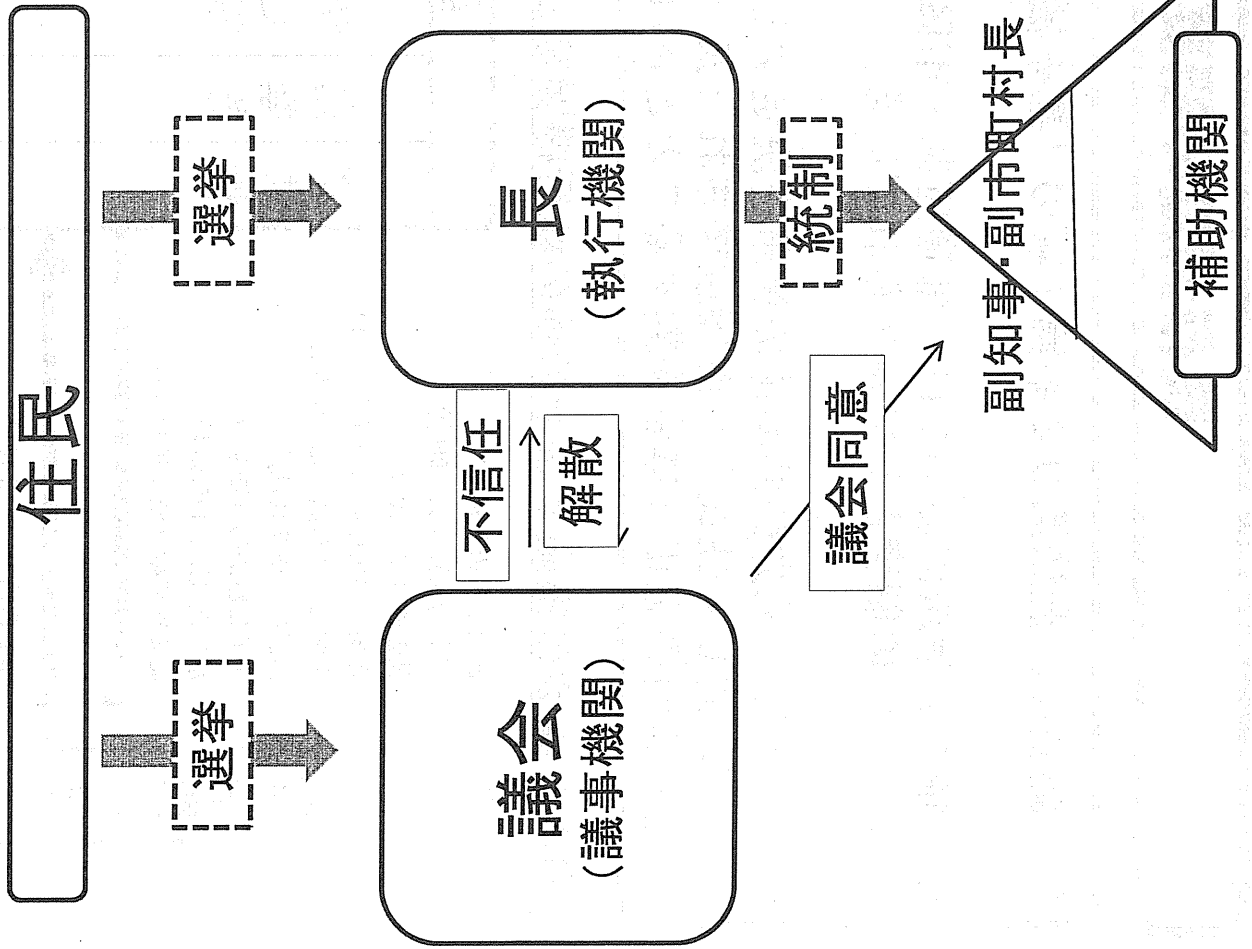 住民
選挙
選挙
議会
(議事機関)
不信任
解散
長
(執行機関)
議会同意
統制
副知事・副市町村長
補助機関